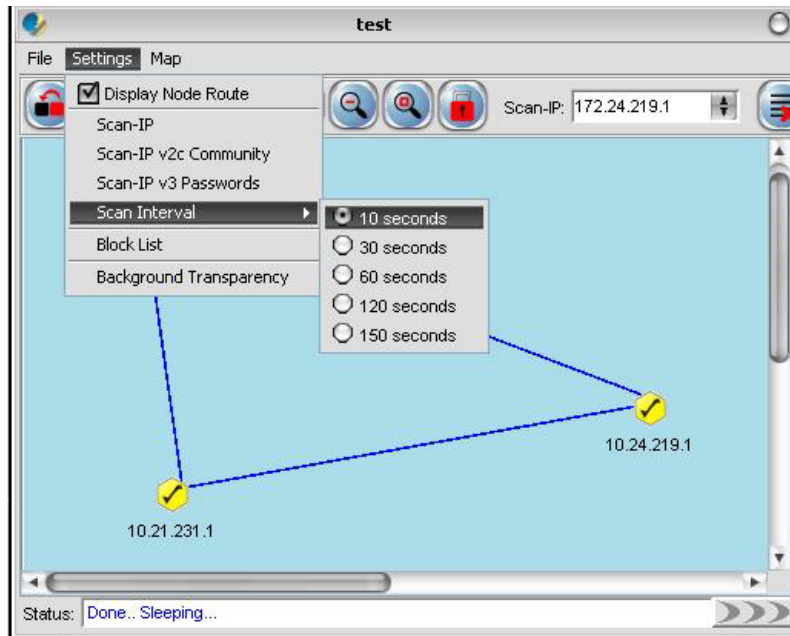 test
File Settings Map
Display Node Route
Scan-IP
Scan-IP v2c Community
Scan-IP v3 Passwords
Scan Interval
Block List
Background Transparency
10 seconds
30 seconds
60 seconds
120 seconds
150 seconds
Scan-IP: 172.24.219.1
10.24.219.1
10.21.231.1
Status: Done.. Sleeping...